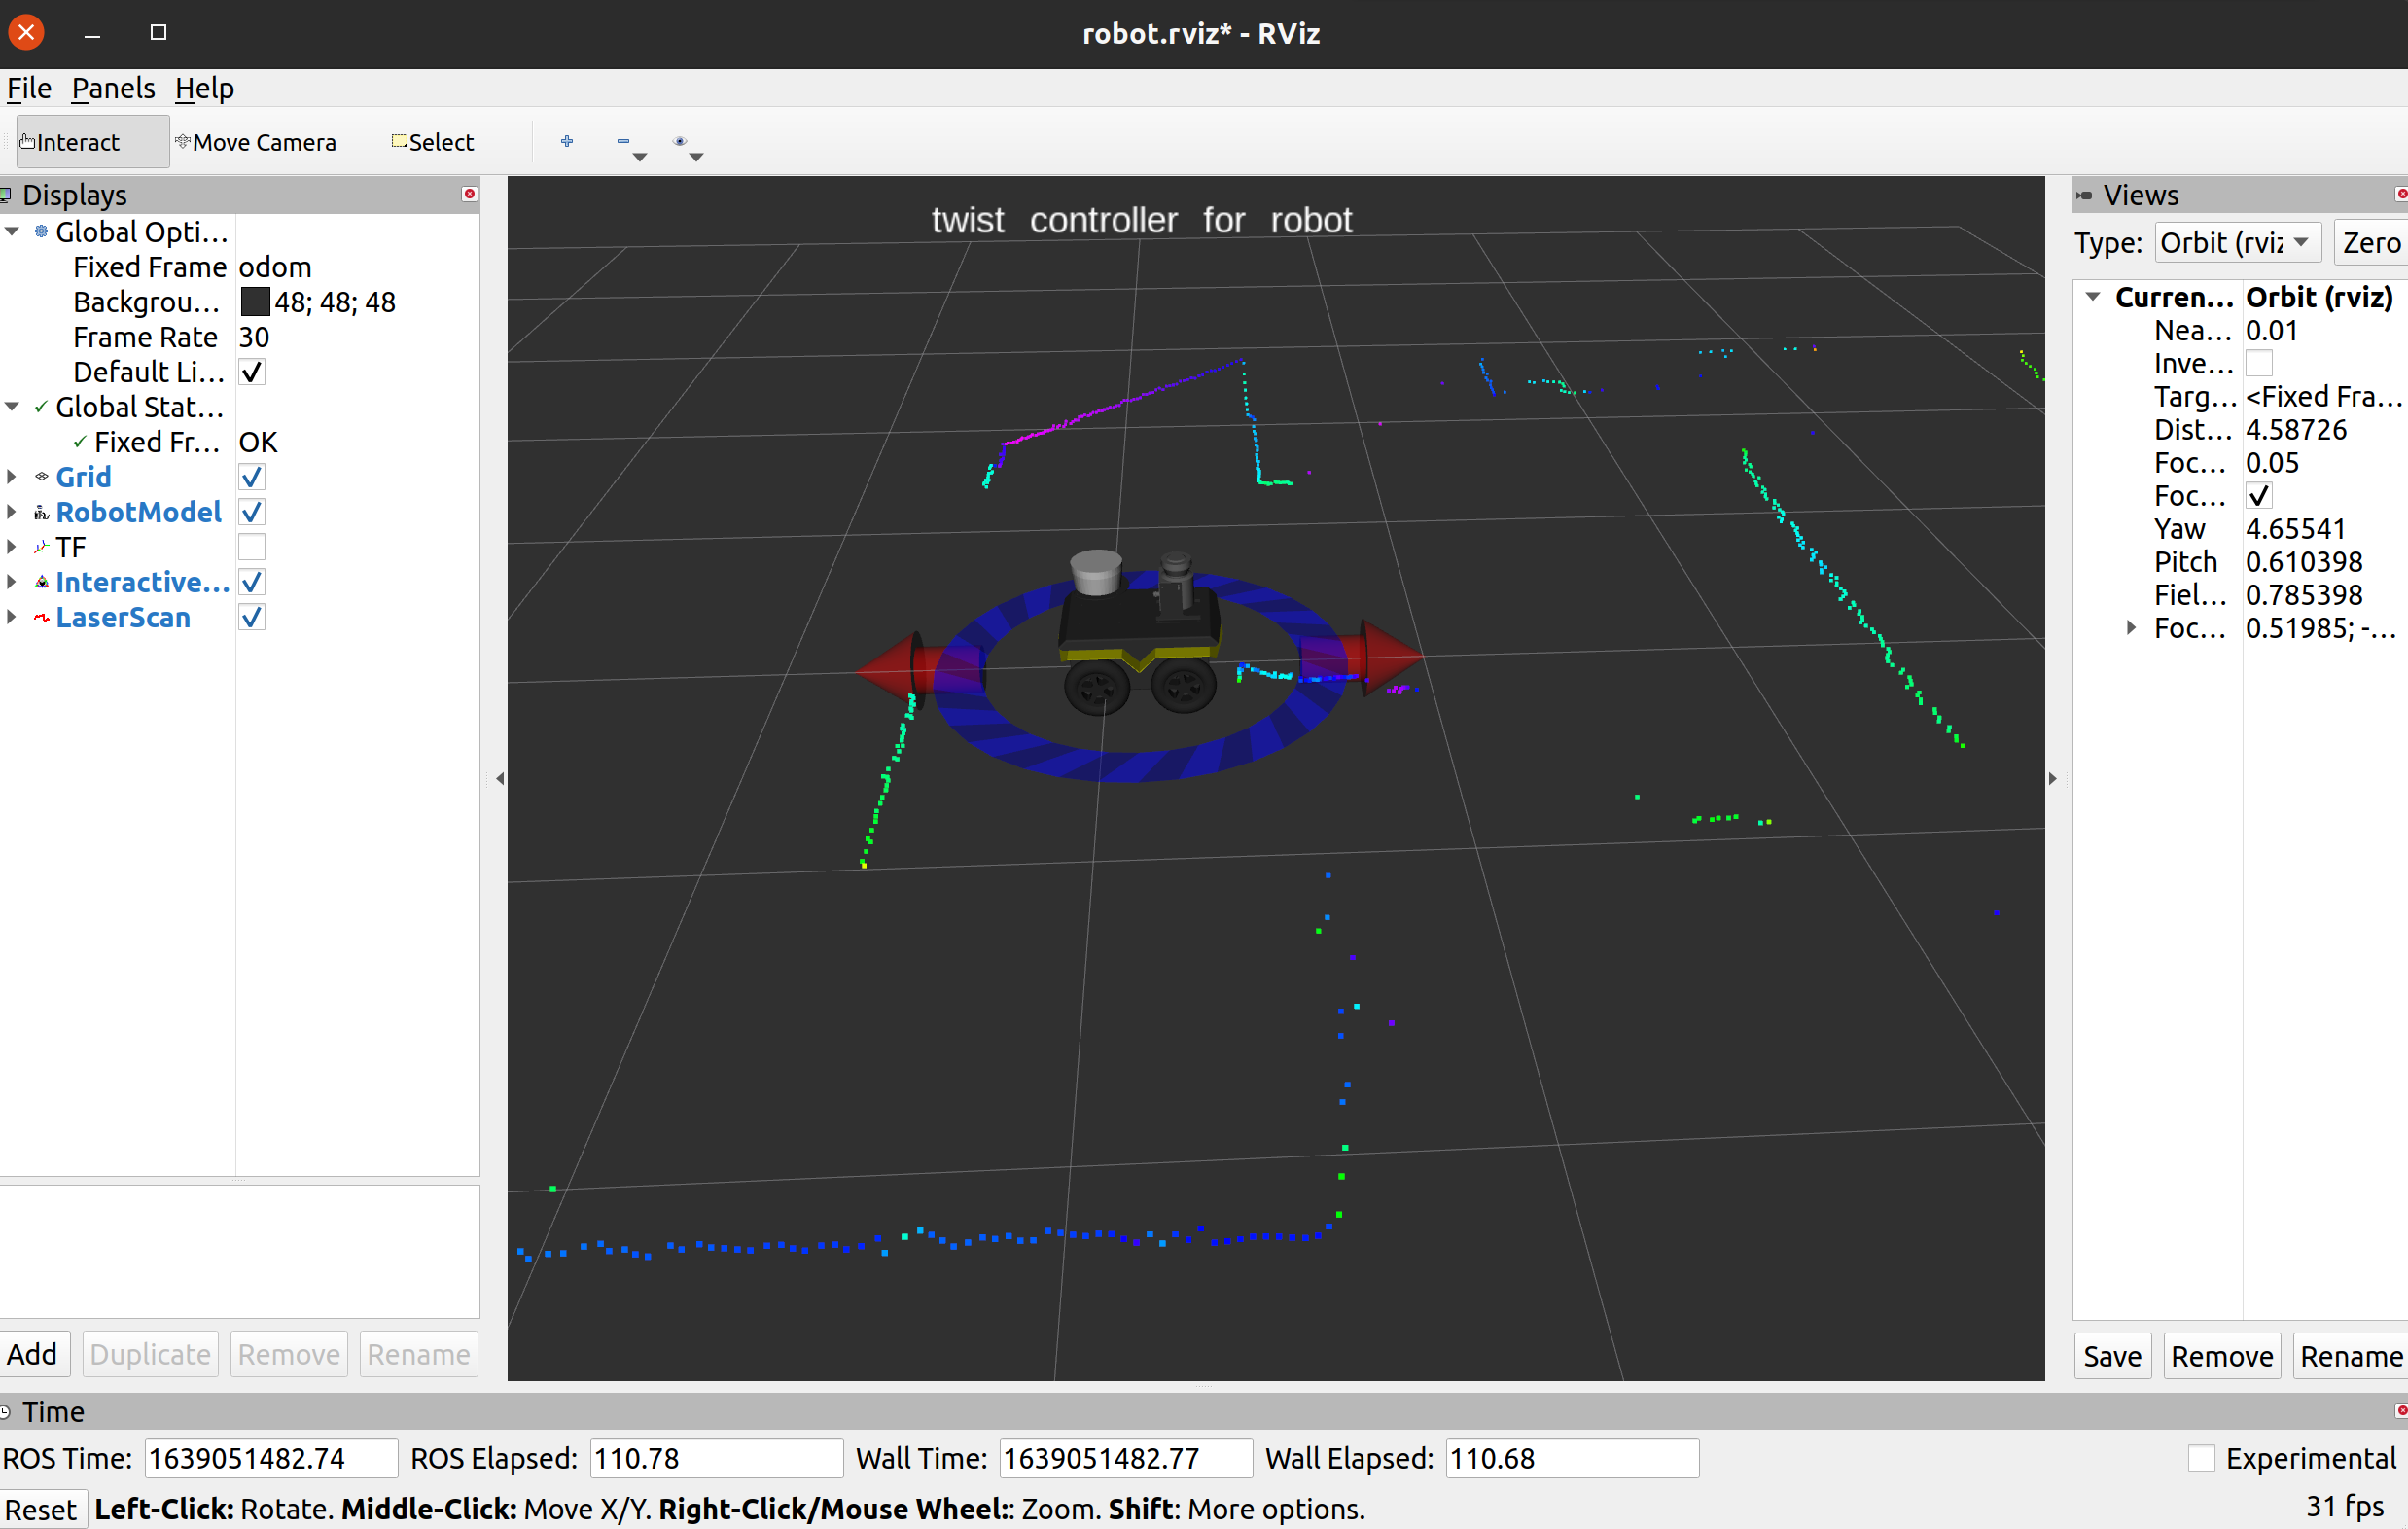 robot.rviz* - RViz
File Panels Help
Interact Move Camera Select
Displays
Global Opti...
Fixed Frame odom
Backgrou... 48; 48; 48
Frame Rate 30
Default Li...
Global Stat...
Fixed Fr... OK
Grid
RobotModel
TF
Interactive...
LaserScan
Add Duplicate Remove Rename
twist controller for robot
Views
Type: Orbit (rviz Zero
Curren... Orbit (rviz)
Nea... 0.01
Inve...
Targ... <Fixed Fra...
Dist... 4.58726
Foc... 0.05
Foc...
Yaw 4.65541
Pitch 0.610398
Fiel... 0.785398
Foc... 0.51985; -...
Save Remove Rename
Time
ROS Time: 1639051482.74 ROS Elapsed: 110.78 Wall Time: 1639051482.77 Wall Elapsed: 110.68 Experimental
Reset Left-Click: Rotate. Middle-Click: Move X/Y. Right-Click/Mouse Wheel:: Zoom. Shift: More options. 31 fps